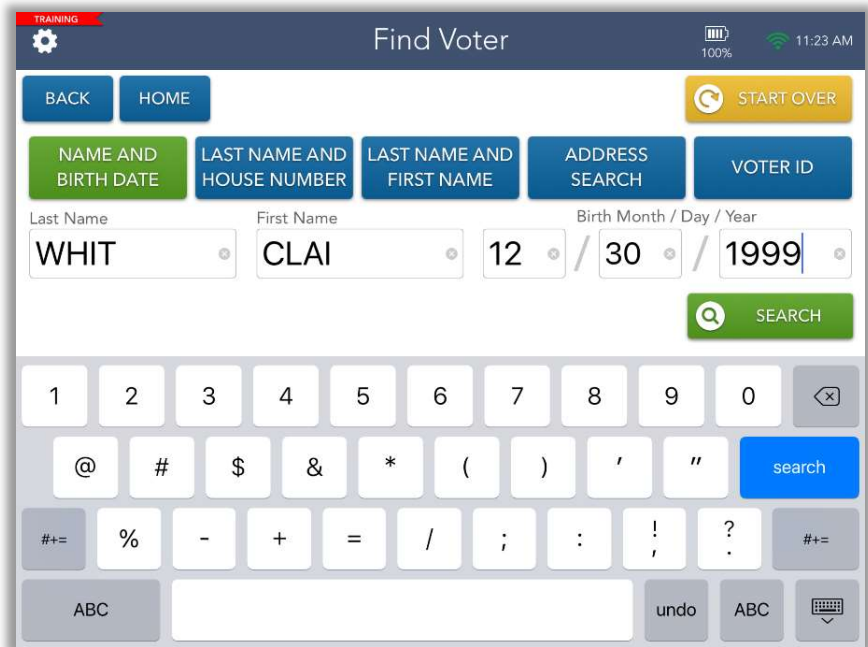 TRAINING
Find Voter
100%
11:23 AM
BACK HOME START OVER
NAME AND BIRTH DATE
LAST NAME AND HOUSE NUMBER
LAST NAME AND FIRST NAME
ADDRESS SEARCH
VOTER ID
Last Name First Name Birth Month / Day / Year
WHIT CLAI 12 / 30 / 1999
SEARCH
1 2 3 4 5 6 7 8 9 0
@ # $ & * ( ) ' " search
#+= % - + = / ; : ! , ? . #+=
ABC undo ABC